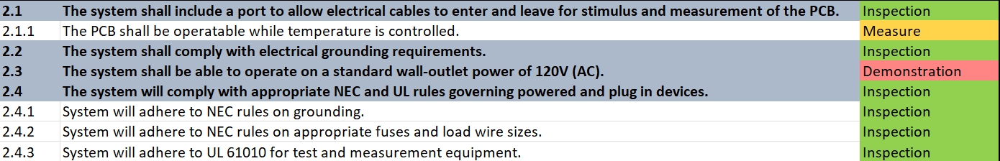 2.1 The system shall include a port to allow electrical cables to enter and leave for stimulus and measurement of the PCB. Inspection
2.1.1 The PCB shall be operatable while temperature is controlled. Measure
2.2 The system shall comply with electrical grounding requirements. Inspection
2.3 The system shall be able to operate on a standard wall-outlet power of 120V (AC). Demonstration
2.4 The system will comply with appropriate NEC and UL rules governing powered and plug in devices. Inspection
2.4.1 System will adhere to NEC rules on grounding. Inspection
2.4.2 System will adhere to NEC rules on appropriate fuses and load wire sizes. Inspection
2.4.3 System will adhere to UL 61010 for test and measurement equipment. Inspection